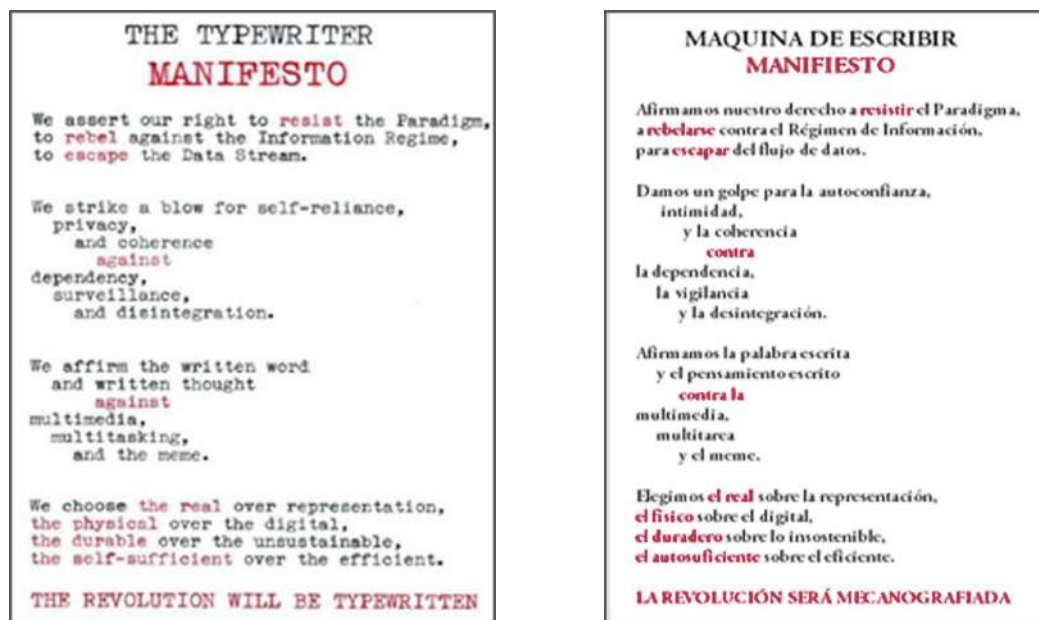 THE TYPEWRITER
MANIFESTO
We assert our right to resist the Paradigm,
to rebel against the Information Regime,
to escape the Data Stream.
We strike a blow for self-reliance,
privacy,
and coherence
against
dependency,
surveillance,
and disintegration.
We affirm the written word
and written thought
against
multimedia,
multitasking,
and the meme.
We choose the real over representation,
the physical over the digital,
the durable over the unsustainable,
the self-sufficient over the efficient.
THE REVOLUTION WILL BE TYPEWRITTEN
MAQUINA DE ESCRIBIR
MANIFIESTO
Afirmamos nuestro derecho a resistir el Paradigma,
a rebelarse contra el Régimen de Información,
para escapar del flujo de datos.
Damos un golpe para la autoconfianza,
intimidad,
y la coherencia
contra
la dependencia,
la vigilancia
y la desintegración.
Afirmamos la palabra escrita
y el pensamiento escrito
contra la
multimedia,
multitarea
y el meme.
Elegimos el real sobre la representación,
el físico sobre el digital,
el duradero sobre lo insostenible,
el autosuficiente sobre el eficiente.
LA REVOLUCIÓN SERÁ MECANOGRAFIADA